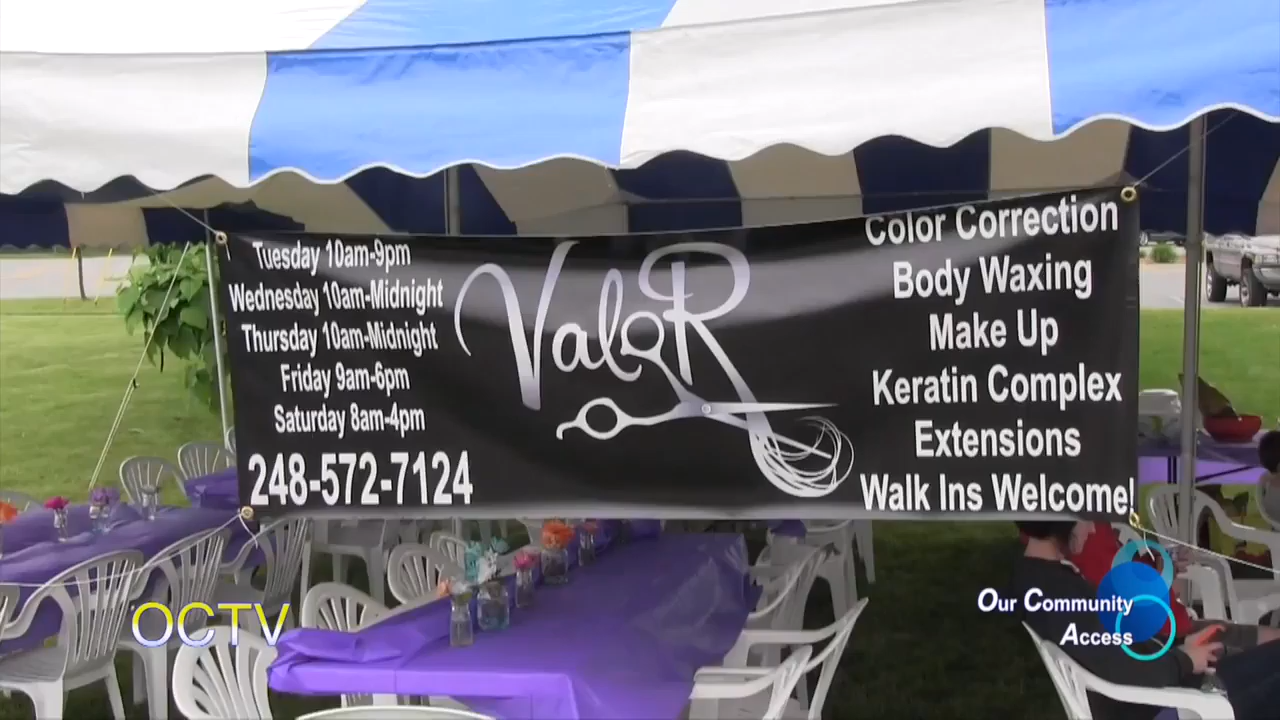 Tuesday 10am-9pm
Wednesday 10am-Midnight
Thursday 10am-Midnight
Friday 9am-6pm
Saturday 8am-4pm
248-572-7124
ValoR
Color Correction
Body Waxing
Make Up
Keratin Complex
Extensions
Walk Ins Welcome!
OCTV
Our Community
Access